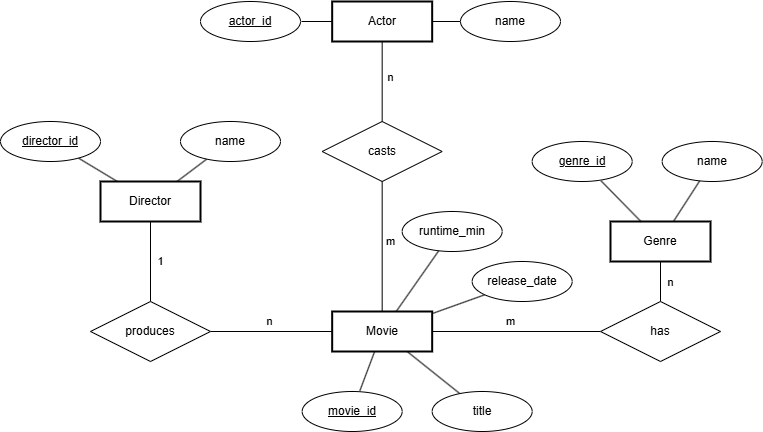 actor_id
Actor
name
n
director_id
name
casts
genre_id
name
Director
m
runtime_min
Genre
1
release_date
n
produces
n
Movie
m
has
movie_id
title